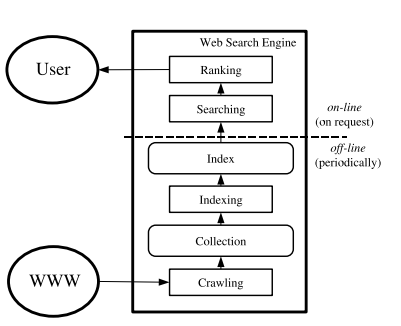 Web Search Engine
User
Ranking
Searching
on-line
(on request)
off-line
(periodically)
Index
Indexing
Collection
WWW
Crawling